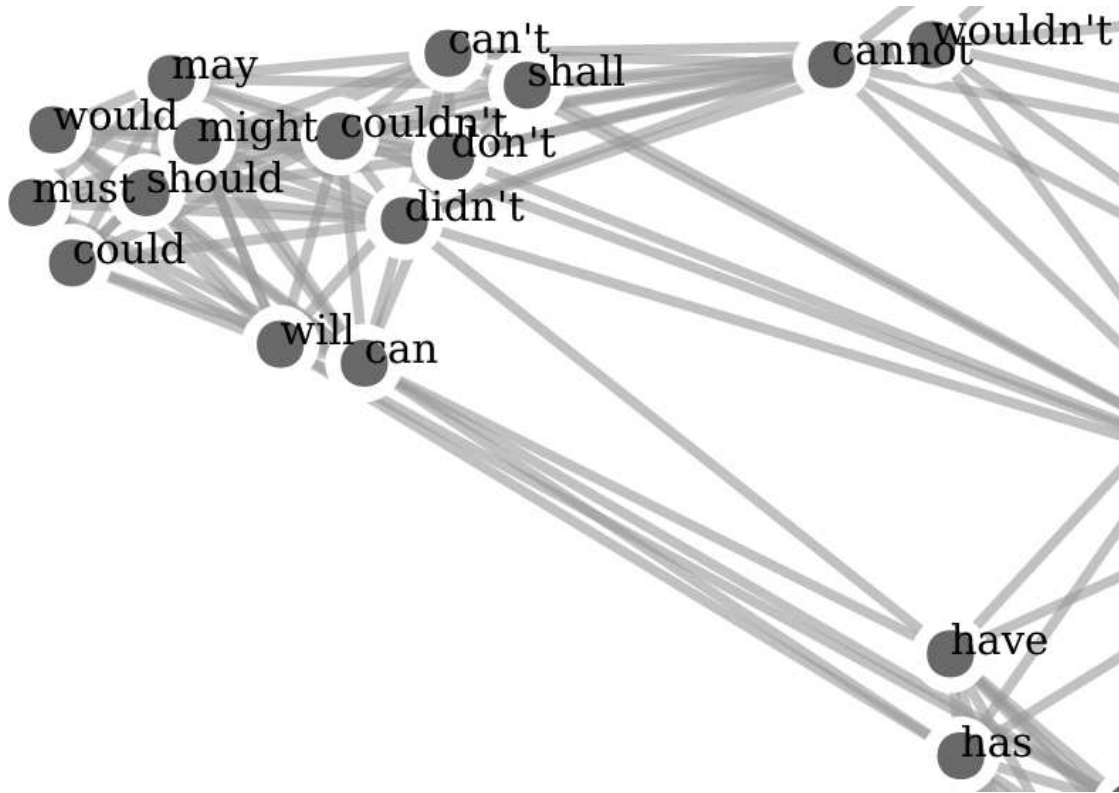 wouldn't
can't
cannot
shall
may
would
might
couldn't
don't
should
must
didn't
could
will
can
have
has